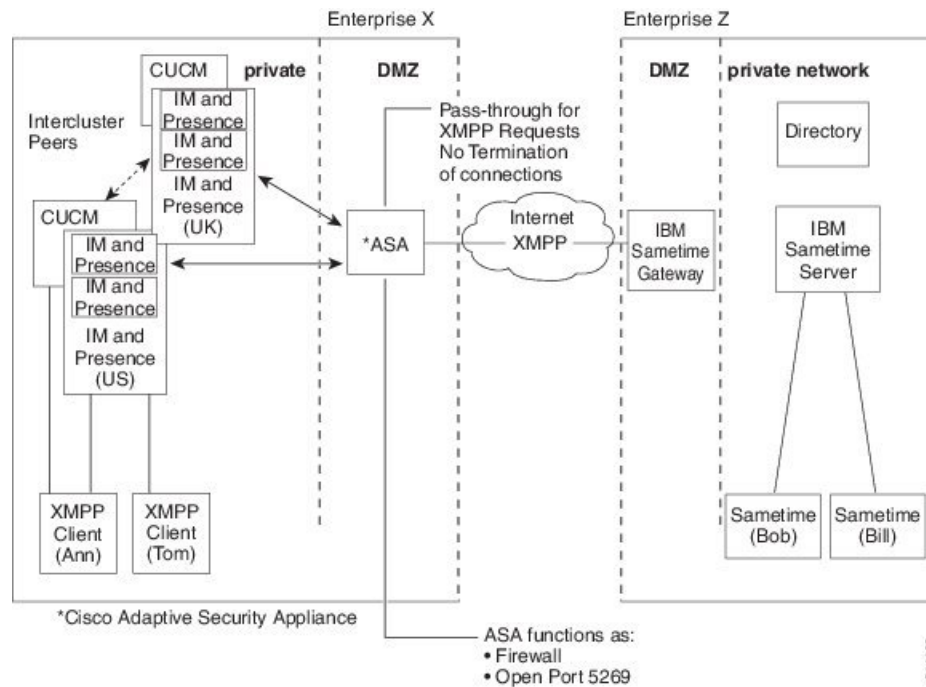 Enterprise X
Enterprise Z
CUCM
private
DMZ
DMZ
private network
IM and
Presence
IM and
Presence
IM and
Presence
(UK)
Intercluster
Peers
Pass-through for
XMPP Requests
No Termination
of connections
Directory
CUCM
IM and
Presence
IM and
Presence
IM and
Presence
(US)
*ASA
Internet
XMPP
IBM
Sametime
Gateway
IBM
Sametime
Server
XMPP
Client
(Ann)
XMPP
Client
(Tom)
Sametime
(Bob)
Sametime
(Bill)
*Cisco Adaptive Security Appliance
ASA functions as:
• Firewall
• Open Port 5269